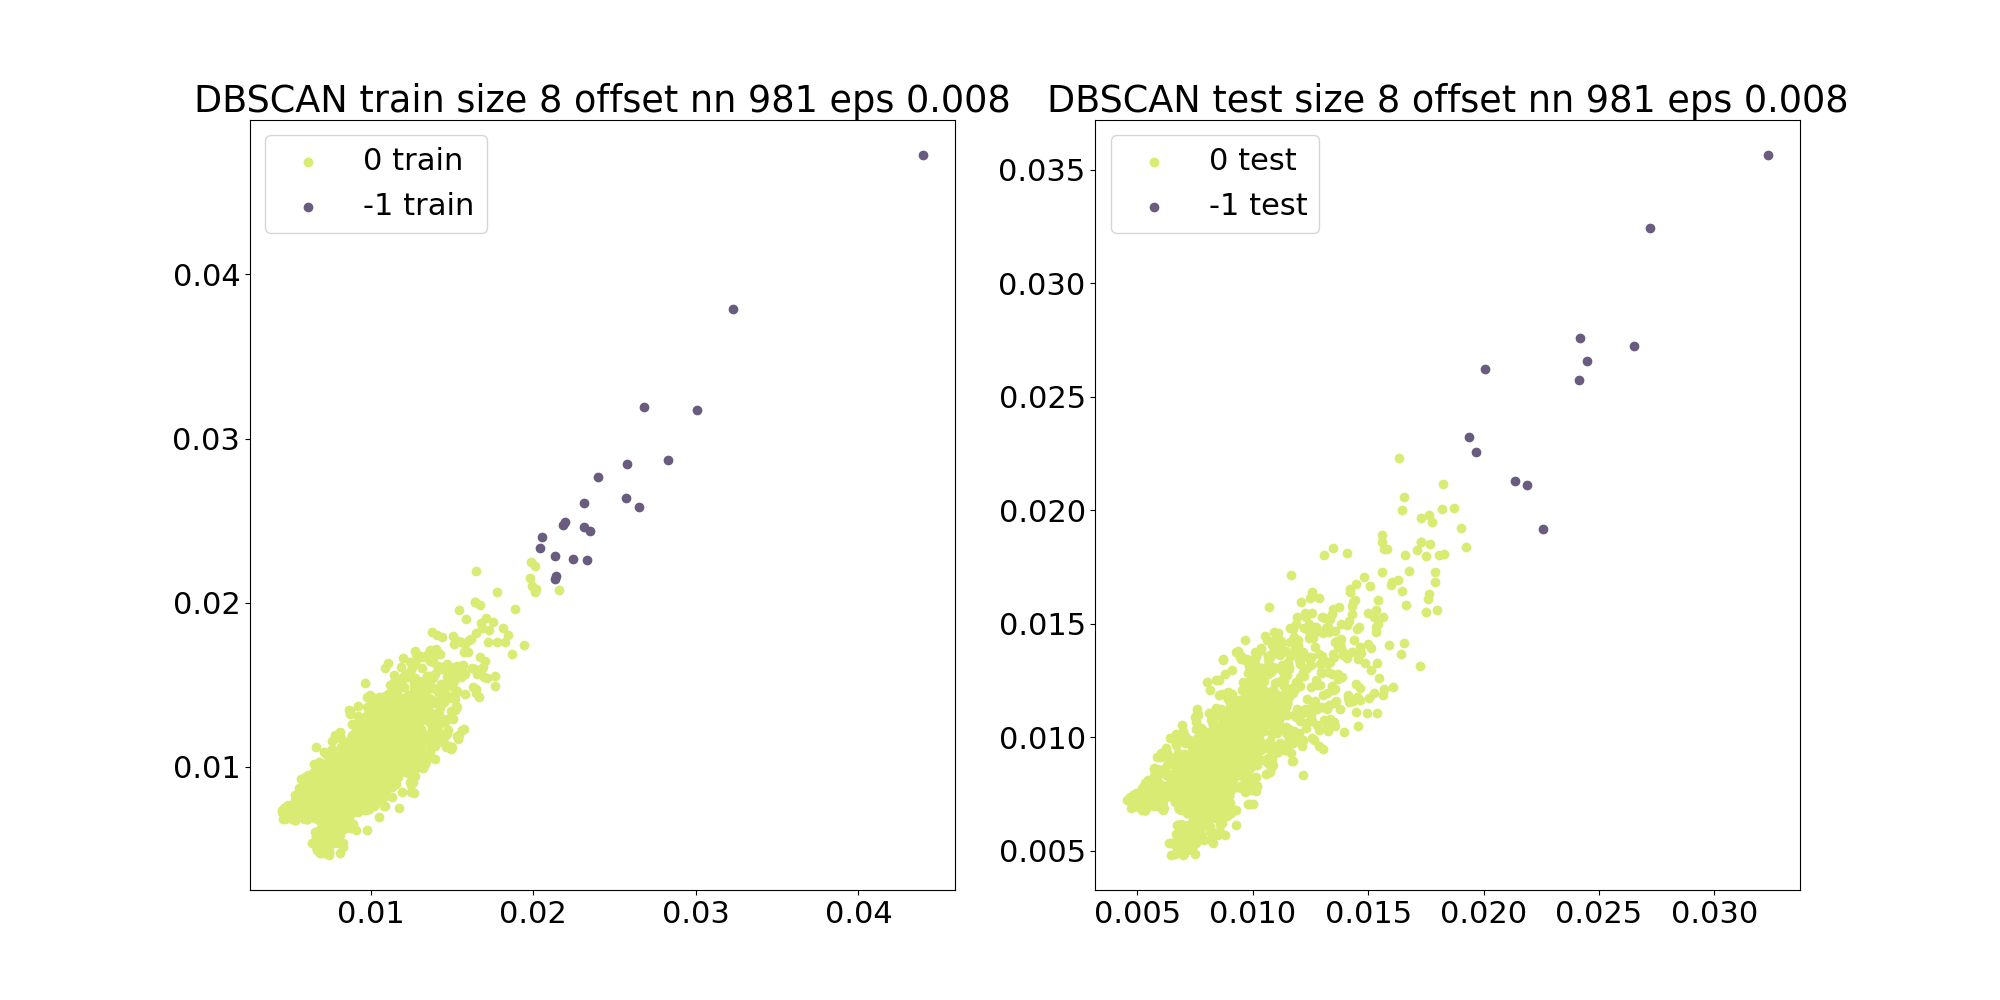 DBSCAN train size 8 offset nn 981 eps 0.008
0 train
-1 train
0.04
0.03
0.02
0.01
0.01 0.02 0.03 0.04
DBSCAN test size 8 offset nn 981 eps 0.008
0 test
-1 test
0.035
0.030
0.025
0.020
0.015
0.010
0.005
0.005 0.010 0.015 0.020 0.025 0.030